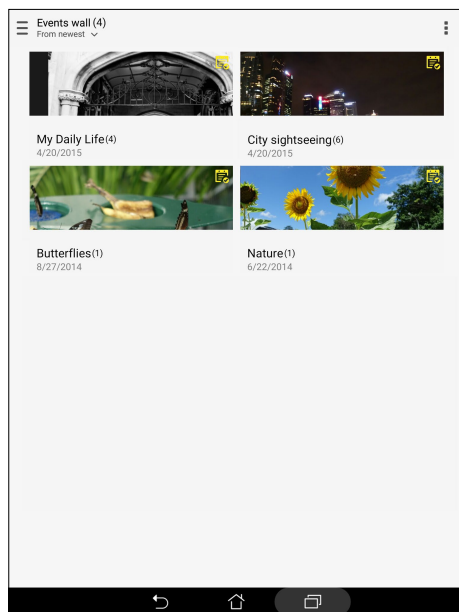 Events wall (4)
From newest
My Daily Life(4)
4/20/2015
City sightseeing(6)
4/20/2015
Butterflies(1)
8/27/2014
Nature(1)
6/22/2014